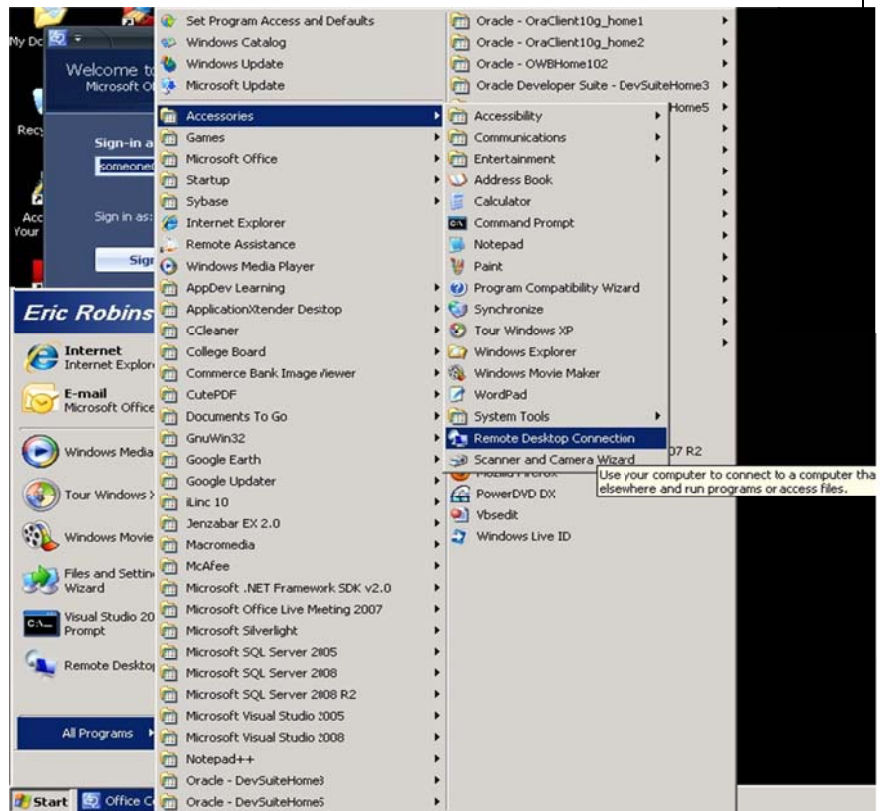 My Do
Recy
Acc
Your
Welcome to
Microsoft O
Sign-in a
someone
Sign in as:
Sign
Eric Robins
Internet
Internet Explor
E-mail
Microsoft Office
Windows Media
Tour Windows X
Windows Movie
Files and Settin
Wizard
Visual Studio 20
Prompt
Remote Desktop
All Programs
Start
Office C
Set Program Access and Defaults
Windows Catalog
Windows Update
Microsoft Update
Accessories
Games
Microsoft Office
Startup
Sybase
Internet Explorer
Remote Assistance
Windows Media Player
AppDev Learning
ApplicationXtender Desktop
CCleaner
College Board
Commerce Bank Image Viewer
CutePDF
Documents To Go
GnuWin32
Google Earth
Google Updater
iLinc 10
Jenzabar EX 2.0
Macromedia
McAfee
Microsoft .NET Framework SDK v2.0
Microsoft Office Live Meeting 2007
Microsoft Silverlight
Microsoft SQL Server 2005
Microsoft SQL Server 2008
Microsoft SQL Server 2008 R2
Microsoft Visual Studio 2005
Microsoft Visual Studio 2008
Notepad++
Oracle - DevSuiteHome3
Oracle - DevSuiteHome5
Oracle - OraClient10g_home1
Oracle - OraClient10g_home2
Oracle - OWBHome102
Oracle Developer Suite - DevSuiteHome3
Home5
Accessibility
Communications
Entertainment
Address Book
Calculator
Command Prompt
Notepad
Paint
Program Compatibility Wizard
Synchronize
Tour Windows XP
Windows Explorer
Windows Movie Maker
WordPad
System Tools
Remote Desktop Connection
Scanner and Camera Wizard
07 R2
Use your computer to connect to a computer tha
elsewhere and run programs or access files.
Mozilla Firefox
PowerDVD DX
Vbsedit
Windows Live ID